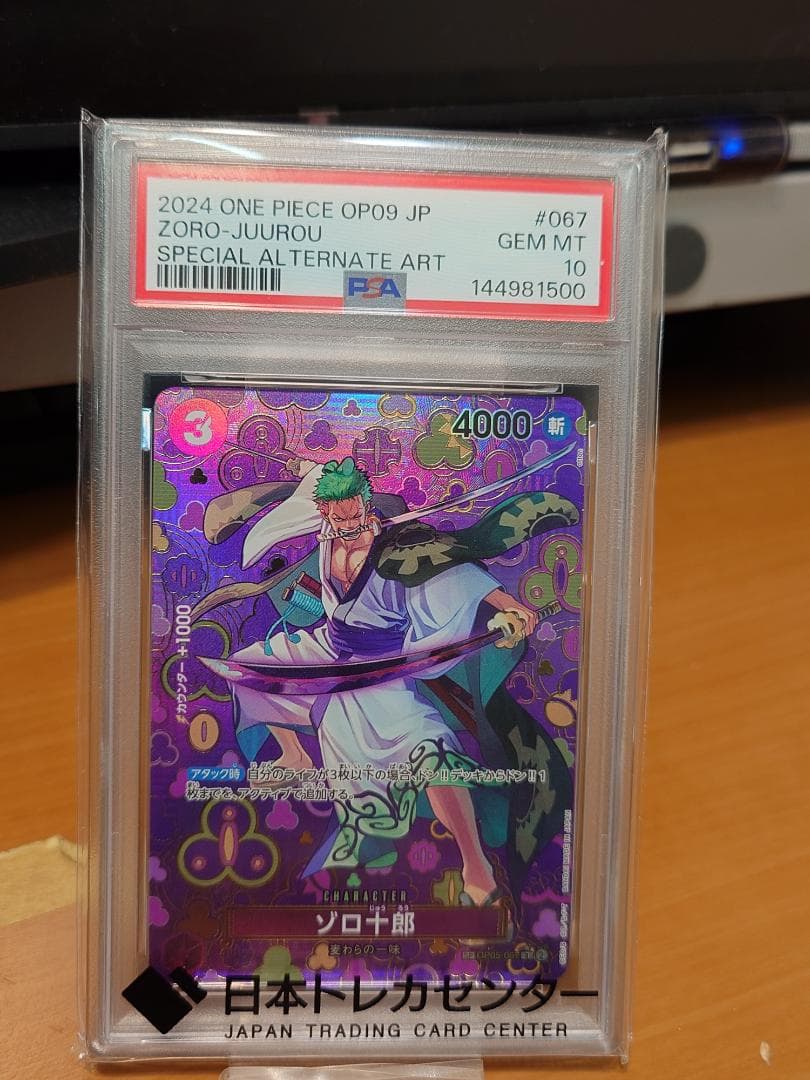 2024 ONE PIECE OP09 JP #067
ZORO-JUUROU GEM MT
SPECIAL ALTERNATE ART 10
PSA 144981500
3 4000 斬
カウンター+1000
アタック時 自分のライフが3枚以下の場合、ドン!!デッキからドン!!1
枚までを、アクティブで追加する。
CHARACTER
ゾロ十郎
麦わらの一味
BANDAI MADE IN JAPAN
日本トレカセンター
JAPAN TRADING CARD CENTER